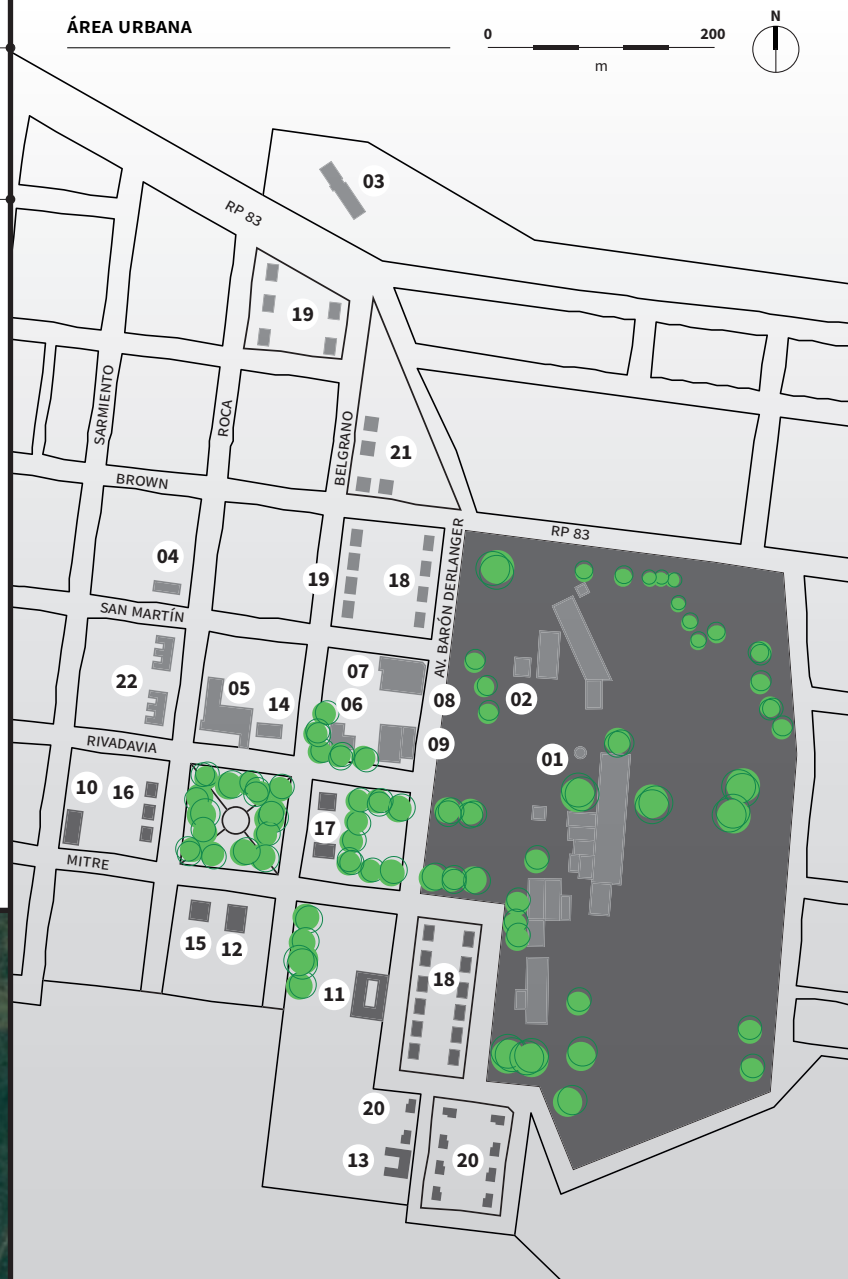 ÁREA URBANA
0
200
m
N
03
RP 83
19
SARMIENTO
ROCA
BELGRANO
21
BROWN
RP 83
04
19
18
AV. BARÓN DERLANGER
SAN MARTÍN
22
05
14
07
06
08
02
09
01
RIVADAVIA
10
16
17
MITRE
15
12
11
18
20
13
20